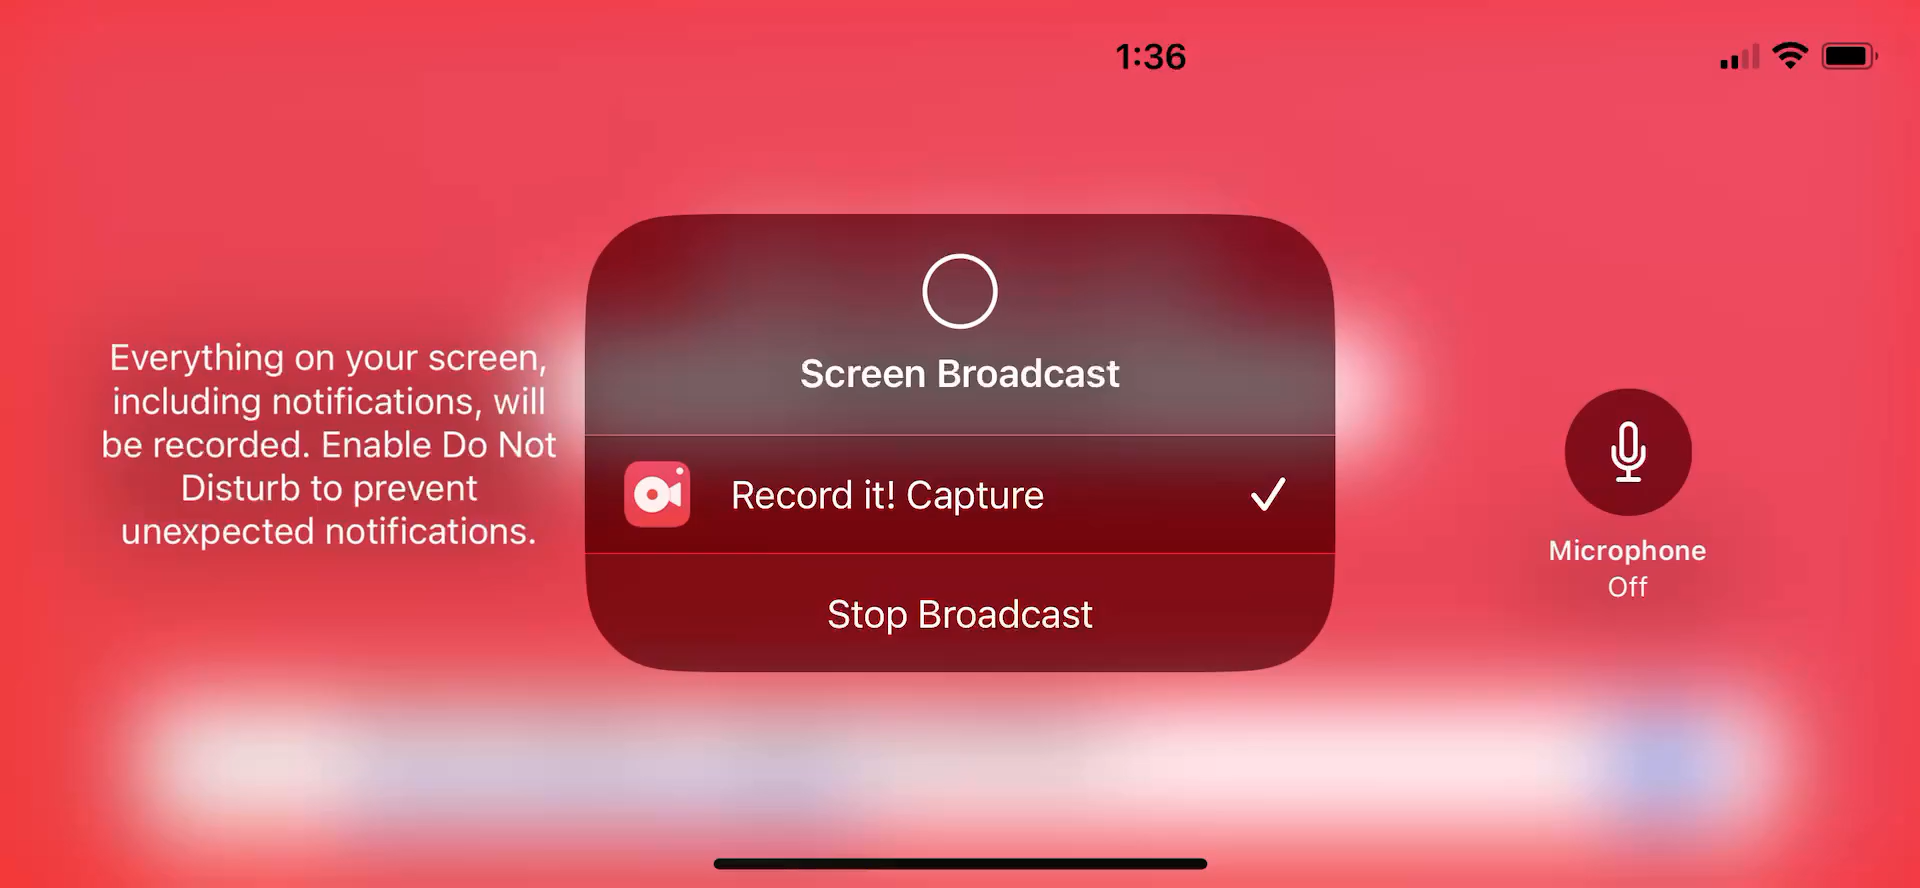 1:36
Everything on your screen,
including notifications, will
be recorded. Enable Do Not
Disturb to prevent
unexpected notifications.
Screen Broadcast
Record it! Capture
Stop Broadcast
Microphone
Off